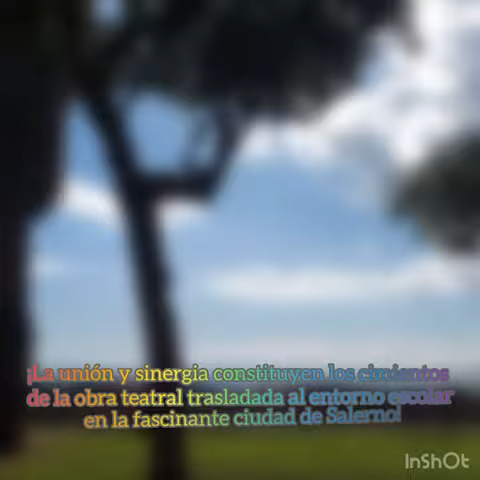 ¡La unión y sinergia constituyen los cimientos
de la obra teatral trasladada al entorno escolar
en la fascinante ciudad de Salerno!
InShOt